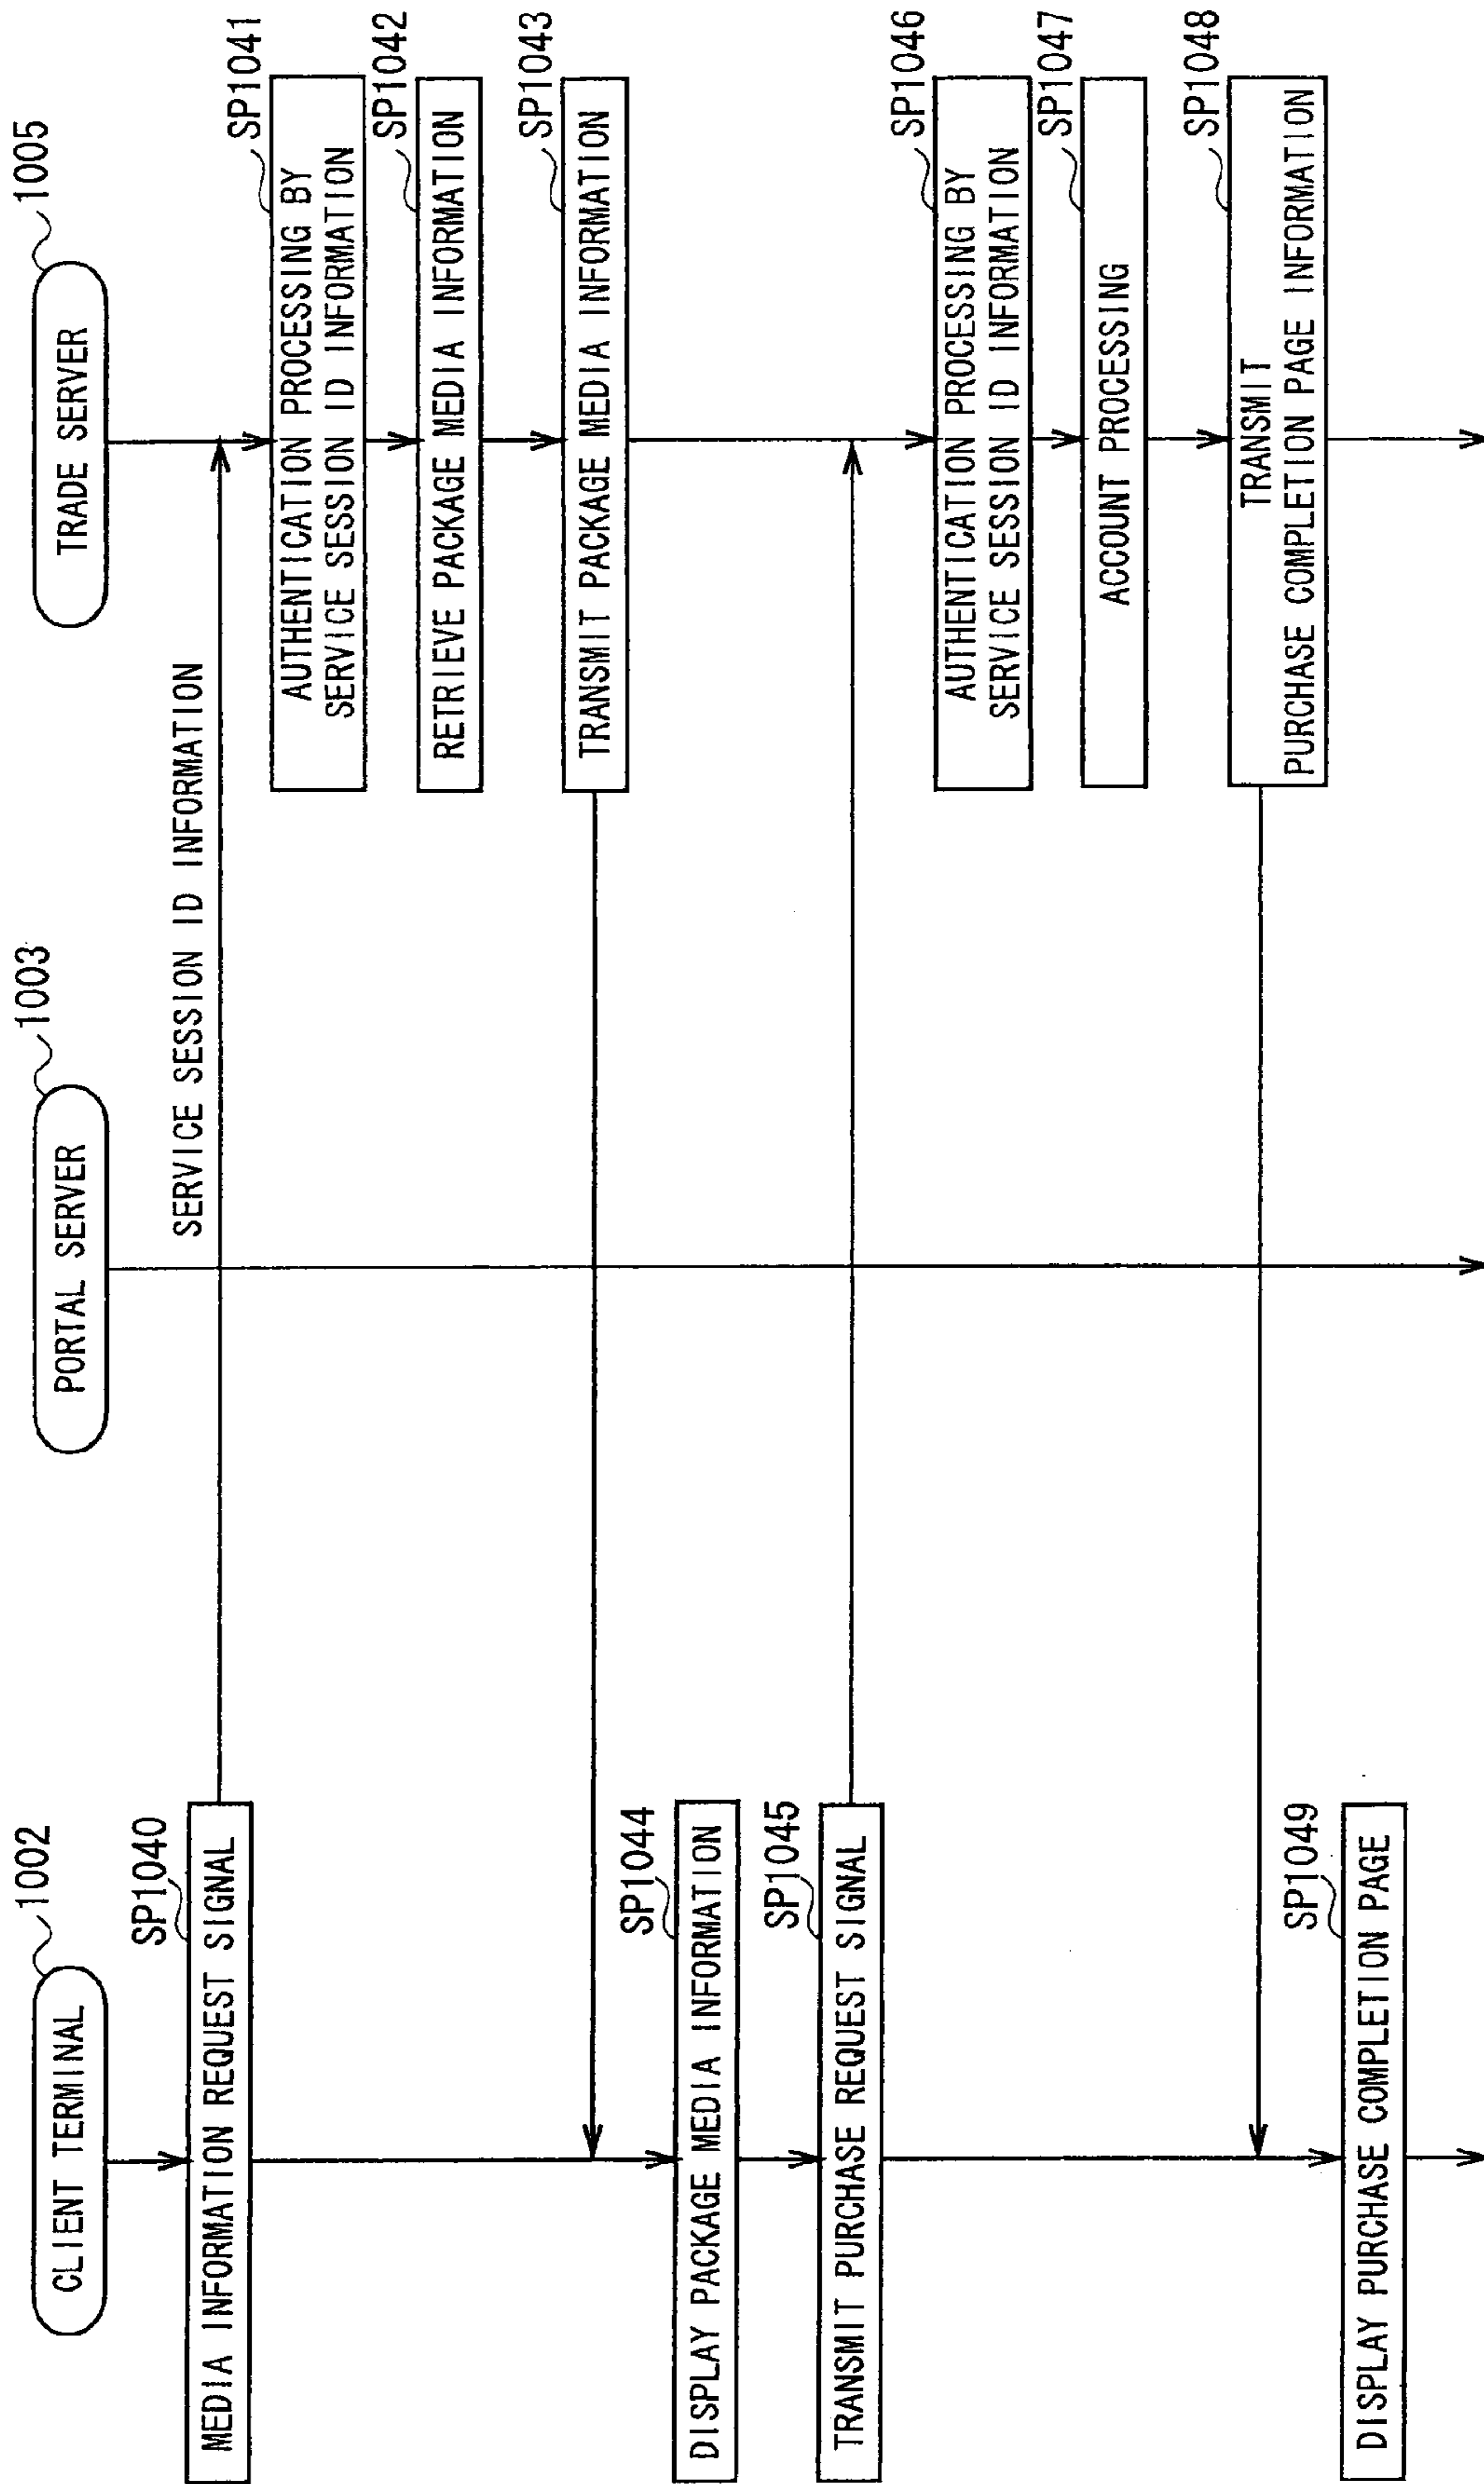 CLIENT TERMINAL
1002
PORTAL SERVER
1003
TRADE SERVER
1005
SP1040
MEDIA INFORMATION REQUEST SIGNAL
SERVICE SESSION ID INFORMATION
SP1041
AUTHENTICATION PROCESSING BY
SERVICE SESSION ID INFORMATION
SP1042
RETRIEVE PACKAGE MEDIA INFORMATION
SP1043
TRANSMIT PACKAGE MEDIA INFORMATION
SP1044
DISPLAY PACKAGE MEDIA INFORMATION
SP1045
TRANSMIT PURCHASE REQUEST SIGNAL
SP1046
AUTHENTICATION PROCESSING BY
SERVICE SESSION ID INFORMATION
SP1047
ACCOUNT PROCESSING
SP1048
TRANSMIT
PURCHASE COMPLETION PAGE INFORMATION
SP1049
DISPLAY PURCHASE COMPLETION PAGE